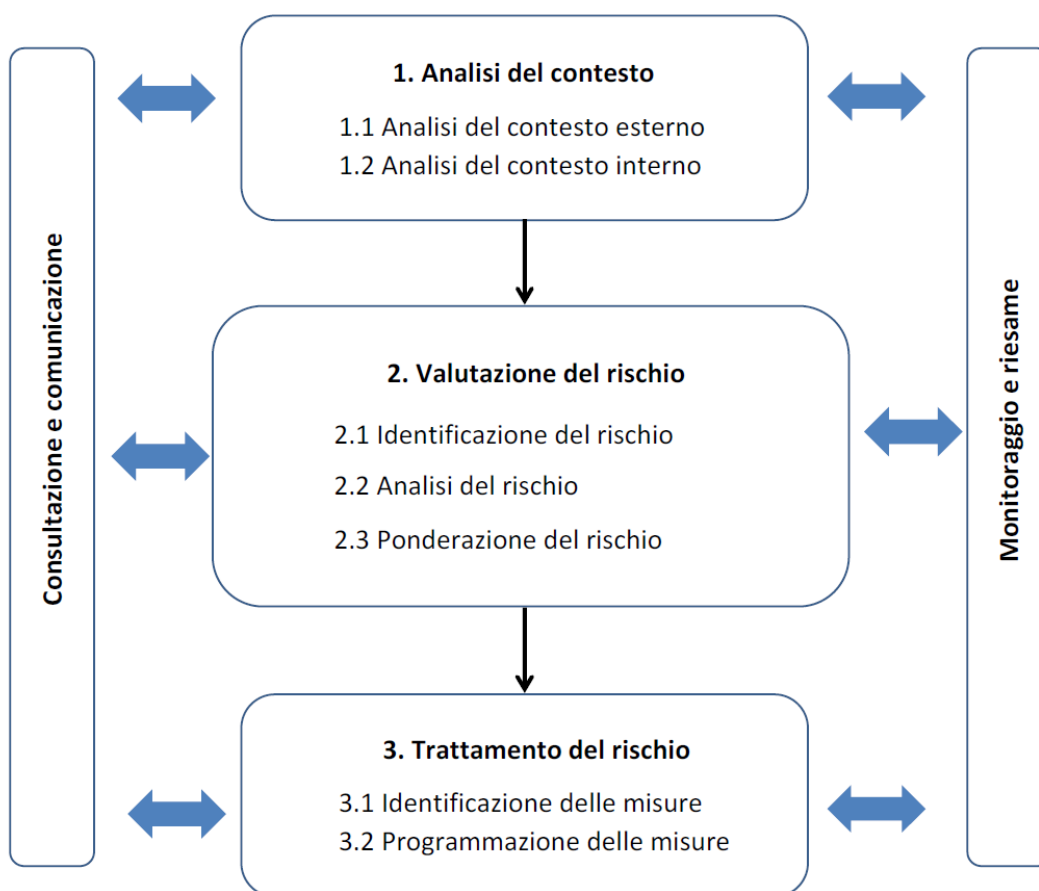 Consultazione e comunicazione
1. Analisi del contesto
1.1 Analisi del contesto esterno
1.2 Analisi del contesto interno
2. Valutazione del rischio
2.1 Identificazione del rischio
2.2 Analisi del rischio
2.3 Ponderazione del rischio
3. Trattamento del rischio
3.1 Identificazione delle misure
3.2 Programmazione delle misure
Monitoraggio e riesame